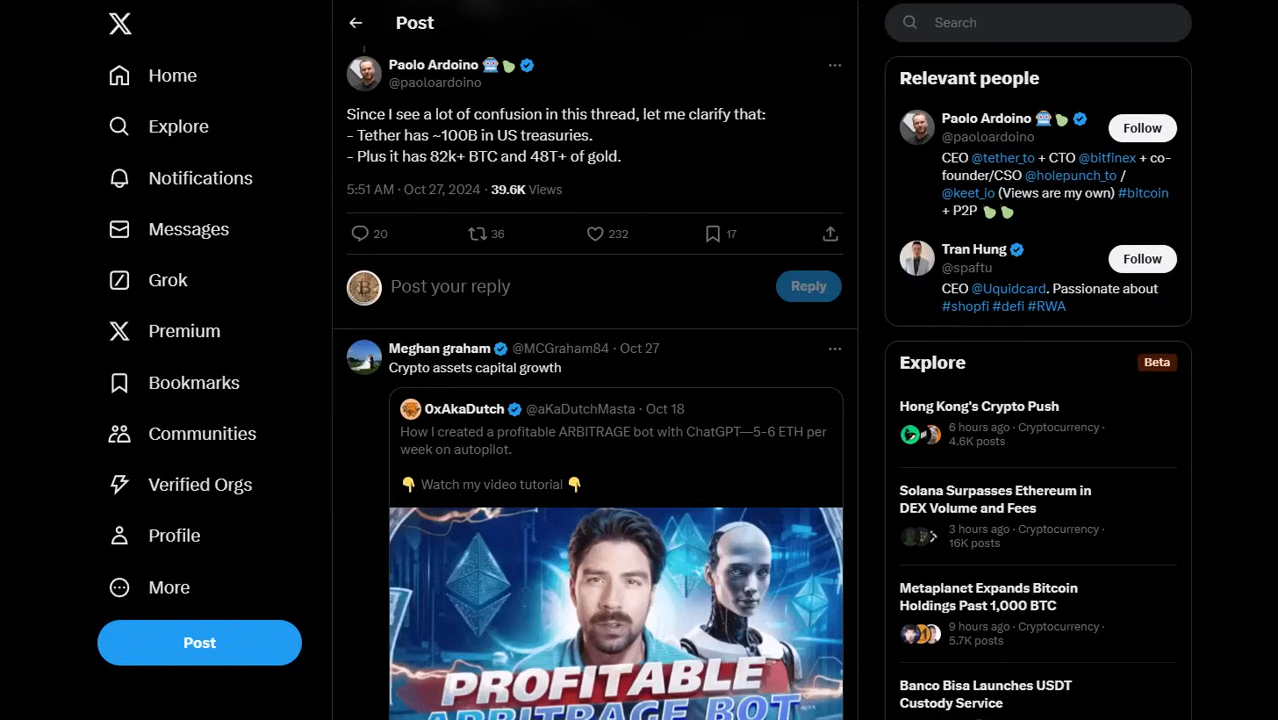 Home
Explore
Notifications
Messages
Grok
Premium
Bookmarks
Communities
Verified Orgs
Profile
More
Post
Post
Paolo Ardoino
@paoloardoino
Since I see a lot of confusion in this thread, let me clarify that:
- Tether has ~100B in US treasuries.
- Plus it has 82k+ BTC and 48T+ of gold.
5:51 AM · Oct 27, 2024 · 39.6K Views
20 36 232 17
Post your reply
Reply
Meghan graham @MCGraham84 · Oct 27
Crypto assets capital growth
0xAkaDutch @aKaDutchMasta · Oct 18
How I created a profitable ARBITRAGE bot with ChatGPT—5-6 ETH per
week on autopilot.
👇 Watch my video tutorial 👇
PROFITABLE
ARBITRAGE BOT
Search
Relevant people
Paolo Ardoino
@paoloardoino
Follow
CEO @tether_to + CTO @bitfinex + co-
founder/CSO @holepunch_to /
@keet_io (Views are my own) #bitcoin
+ P2P
Tran Hung
@spaftu
Follow
CEO @Uquidcard. Passionate about
#shopfi #defi #RWA
Explore
Beta
Hong Kong's Crypto Push
6 hours ago · Cryptocurrency ·
4.6K posts
Solana Surpasses Ethereum in
DEX Volume and Fees
3 hours ago · Cryptocurrency ·
16K posts
Metaplanet Expands Bitcoin
Holdings Past 1,000 BTC
9 hours ago · Cryptocurrency ·
5.7K posts
Banco Bisa Launches USDT
Custody Service